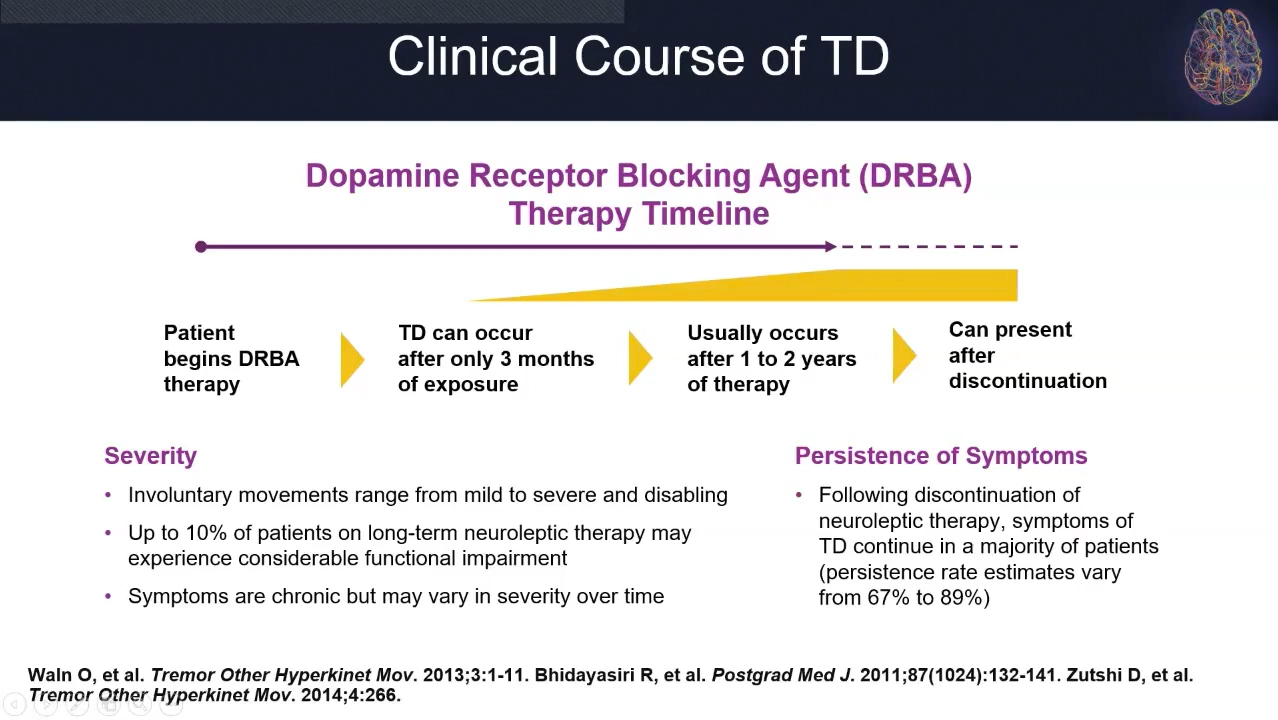 Clinical Course of TD
Dopamine Receptor Blocking Agent (DRBA)
Therapy Timeline
Patient
begins DRBA
therapy
TD can occur
after only 3 months
of exposure
Usually occurs
after 1 to 2 years
of therapy
Can present
after
discontinuation
Severity
• Involuntary movements range from mild to severe and disabling
• Up to 10% of patients on long-term neuroleptic therapy may
experience considerable functional impairment
• Symptoms are chronic but may vary in severity over time
Persistence of Symptoms
• Following discontinuation of
neuroleptic therapy, symptoms of
TD continue in a majority of patients
(persistence rate estimates vary
from 67% to 89%)
Waln O, et al. Tremor Other Hyperkinet Mov. 2013;3:1-11. Bhidayasiri R, et al. Postgrad Med J. 2011;87(1024):132-141. Zutshi D, et al.
Tremor Other Hyperkinet Mov. 2014;4:266.